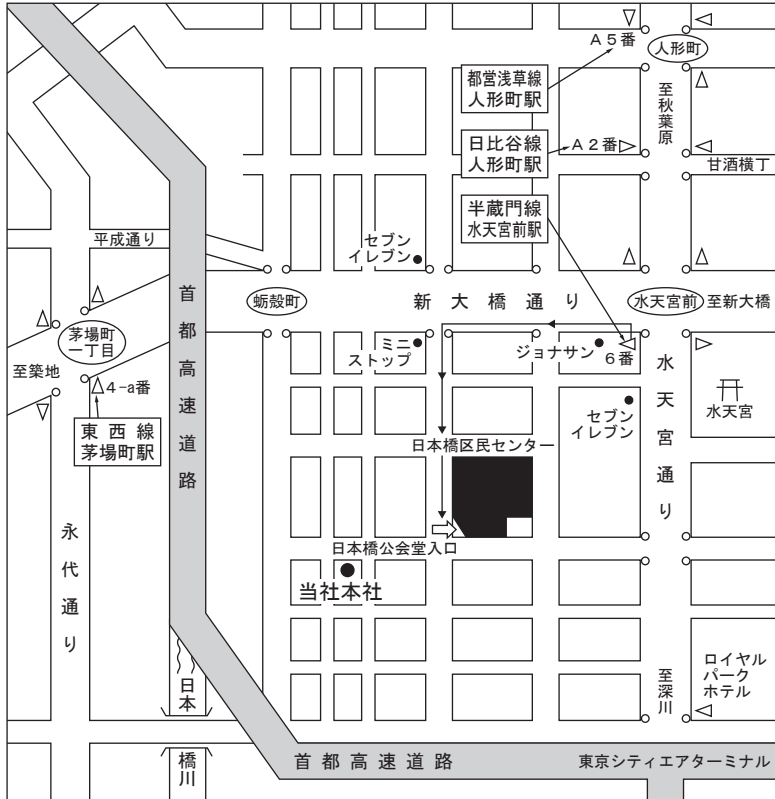 A5番
人形町
都営浅草線
人形町駅
至秋葉原
日比谷線
人形町駅
A2番
甘酒横丁
半蔵門線
水天宮前駅
平成通り
セブン
イレブン
首都高速道路
蛎殻町
新大橋通り
水天宮前
至新大橋
茅場町
一丁目
至築地
ミニ
ストップ
ジョナサン
6番
4-a番
東西線
茅場町駅
水天宮通り
水天宮
セブン
イレブン
日本橋区民センター
永代通り
日本橋公会堂入口
当社本社
日本
橋川
至深川
ロイヤル
パーク
ホテル
首都高速道路
東京シティエアターミナル